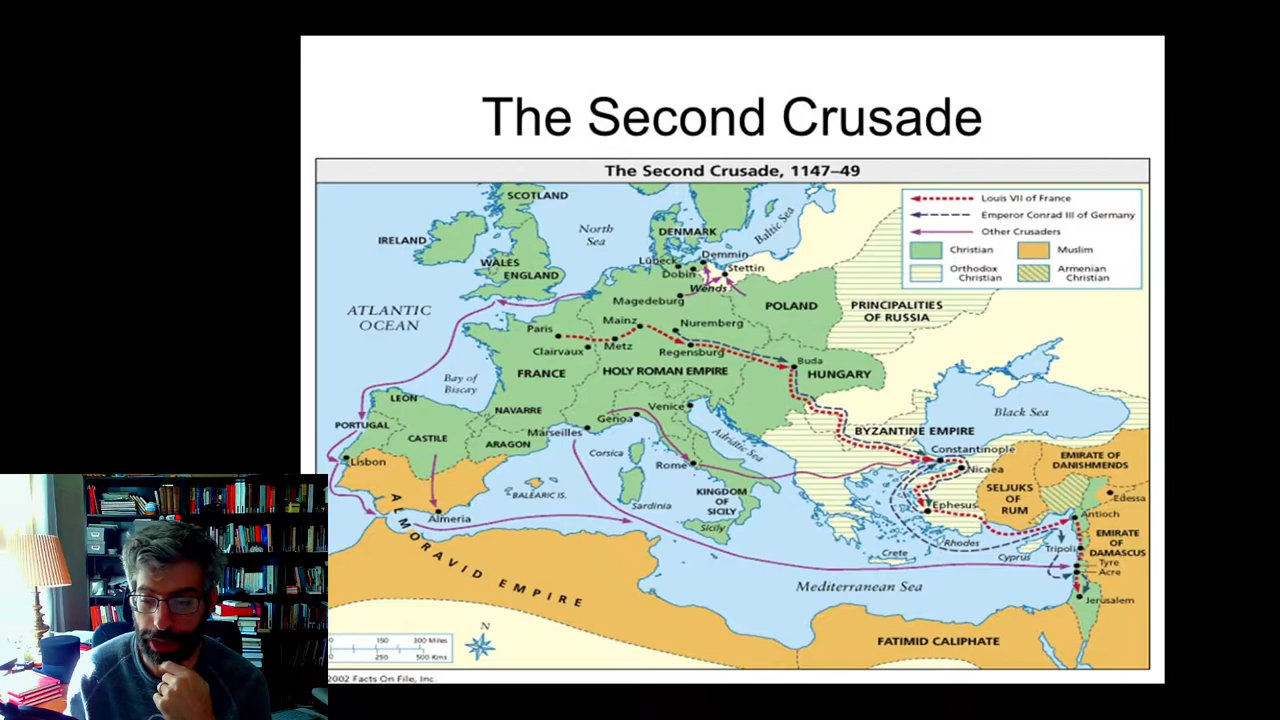 The Second Crusade
The Second Crusade, 1147–49
Louis VII of France
Emperor Conrad III of Germany
Other Crusaders
Christian
Muslim
Orthodox
Christian
Armenian
Christian
SCOTLAND
IRELAND
North
Sea
DENMARK
Baltic Sea
WALES
ENGLAND
Lübeck
Demmin
Dobin
Stettin
Wends
Magedeburg
POLAND
PRINCIPALITIES
OF RUSSIA
ATLANTIC
OCEAN
Paris
Mainz
Nuremberg
Clairvaux
Metz
Regensburg
Buda
FRANCE
HOLY ROMAN EMPIRE
HUNGARY
Bay of
Biscay
LEON
NAVARRE
Genoa
Venice
Black Sea
PORTUGAL
CASTILE
ARAGON
Marseilles
Adriatic Sea
BYZANTINE EMPIRE
Corsica
Rome
Constantinople
Nicaea
EMIRATE OF
DANISHMENDS
Lisbon
BALEARIC IS.
Sardinia
KINGDOM
OF
SICILY
Sicily
SELJUKS
OF
RUM
Edessa
Almeria
Ephesus
Antioch
ALMORAVID EMPIRE
Rhodes
Crete
Cyprus
Tripoli
EMIRATE
OF
DAMASCUS
Tyre
Acre
Mediterranean Sea
Jerusalem
FATIMID CALIPHATE
N
150 300 Miles
250 500 Kms
2002 Facts On File, Inc.